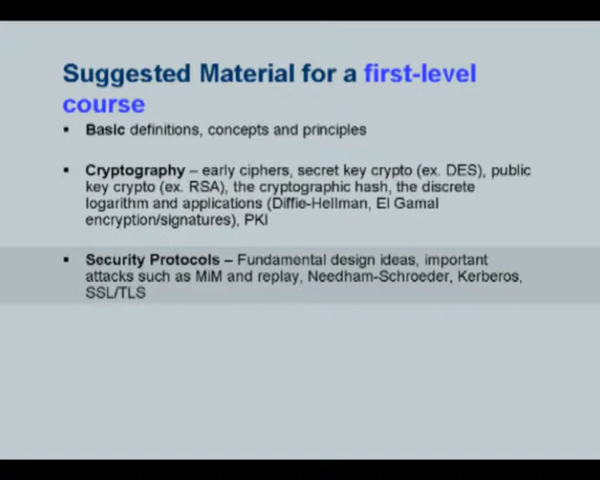 Suggested Material for a first-level
course
▪ Basic definitions, concepts and principles
▪ Cryptography – early ciphers, secret key crypto (ex. DES), public
key crypto (ex. RSA), the cryptographic hash, the discrete
logarithm and applications (Diffie-Hellman, El Gamal
encryption/signatures), PKI
▪ Security Protocols – Fundamental design ideas, important
attacks such as MiM and replay, Needham-Schroeder, Kerberos,
SSL/TLS